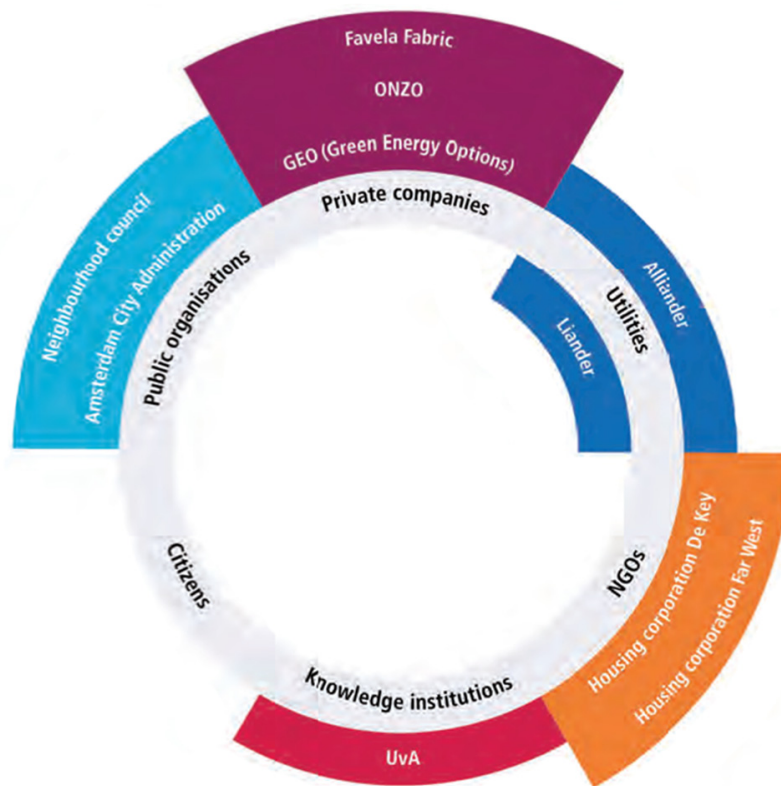 Favela Fabric
ONZO
GEO (Green Energy Options)
Private companies
Neighbourhood council
Amsterdam City Administration
Public organisations
Alliander
Utilities
Liander
Housing corporation De Key
Housing corporation Far West
NGOs
Citizens
Knowledge institutions
UvA